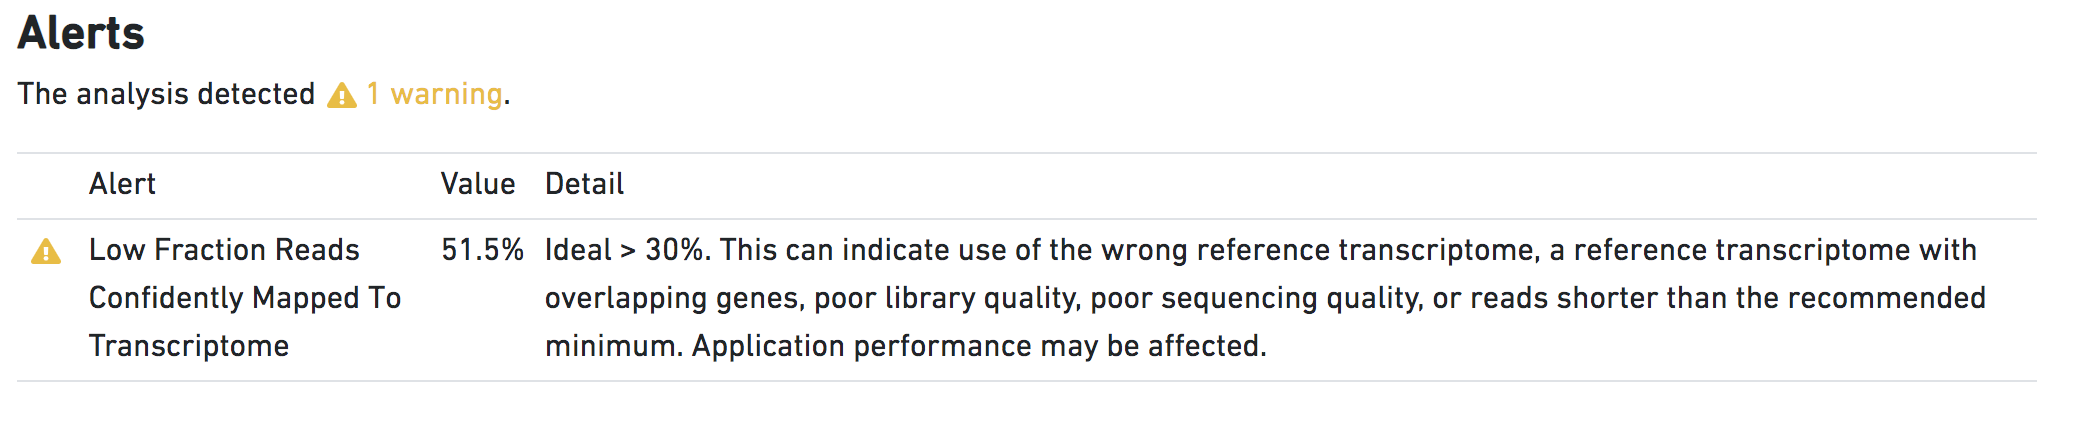 Alerts
The analysis detected 1 warning.
Alert Value Detail
Low Fraction Reads 51.5% Ideal > 30%. This can indicate use of the wrong reference transcriptome, a reference transcriptome with
Confidently Mapped To overlapping genes, poor library quality, poor sequencing quality, or reads shorter than the recommended
Transcriptome minimum. Application performance may be affected.